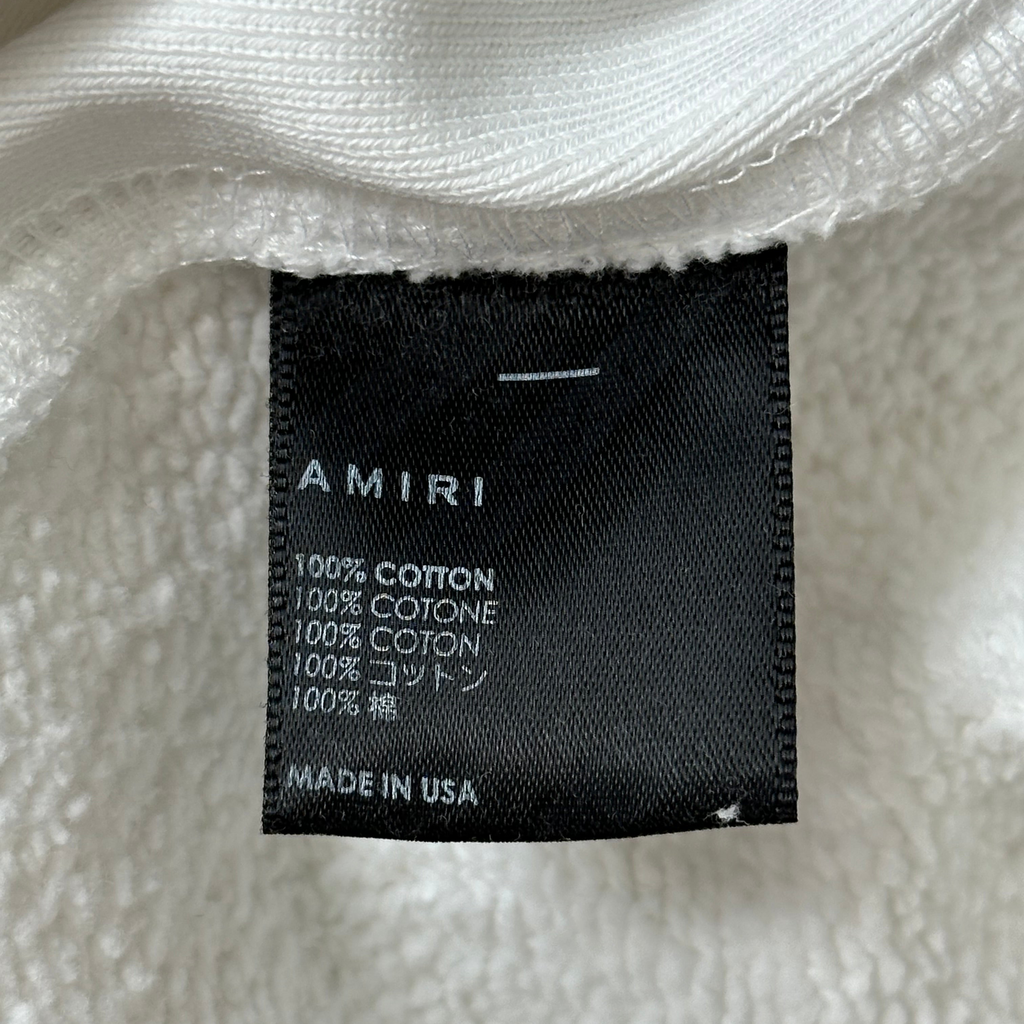 AMIRI
100% COTTON
100% COTONE
100% COTON
100% コットン
100% 棉
MADE IN USA